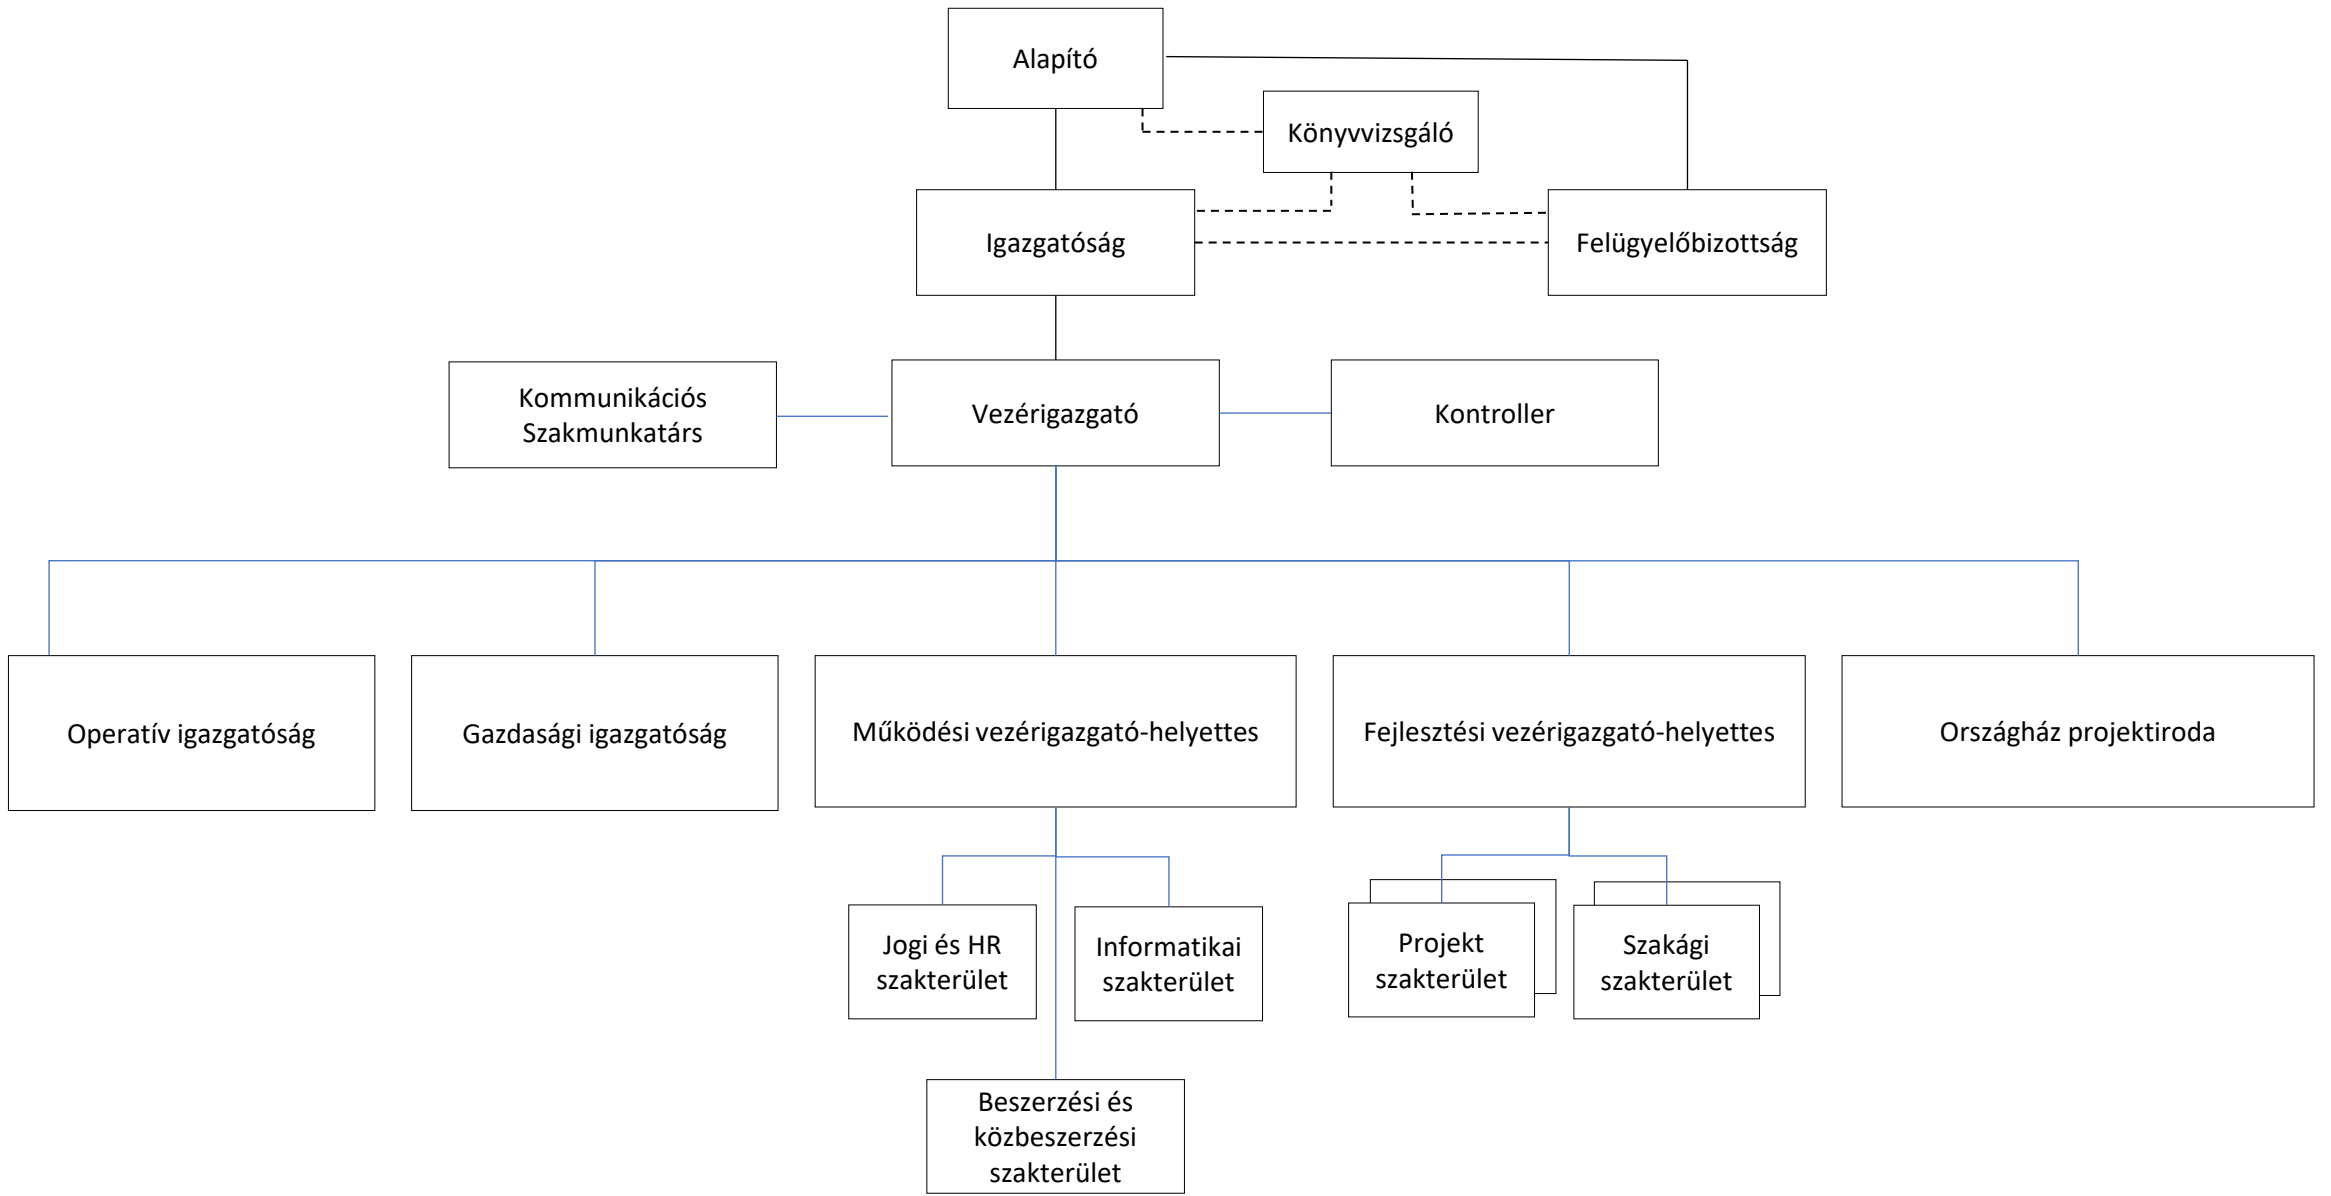 Alapító
Könyvvizsgáló
Igazgatóság
Felügyelőbizottság
Kommunikációs
Szakmunkatárs
Vezérigazgató
Kontroller
Operatív igazgatóság
Gazdasági igazgatóság
Működési vezérigazgató-helyettes
Fejlesztési vezérigazgató-helyettes
Országház projektiroda
Jogi és HR
szakterület
Informatikai
szakterület
Projekt
szakterület
Szakági
szakterület
Beszerzési és
közbeszerzési
szakterület